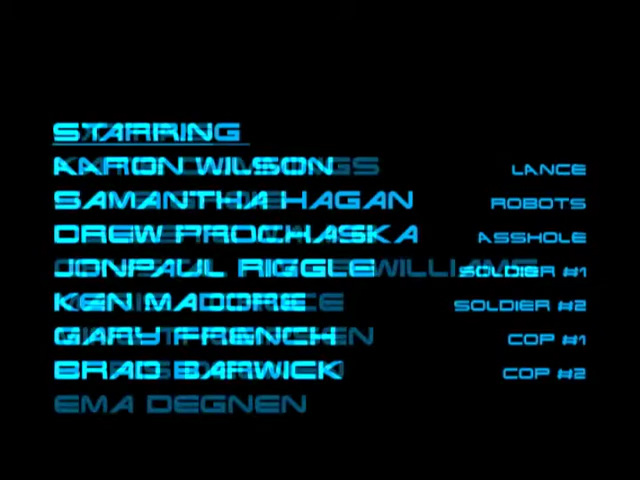 STARRING
AARON WILSON LANCE
SAMANTHA HAGAN ROBOTS
DREW PROCHASKA ASSHOLE
JONPAUL RIGGLE WILLIAMS SOLDIER #1
KEN MADORE SOLDIER #2
GARY FRENCH COP #1
BRAD BARWICK COP #2
EMA DEGNEN